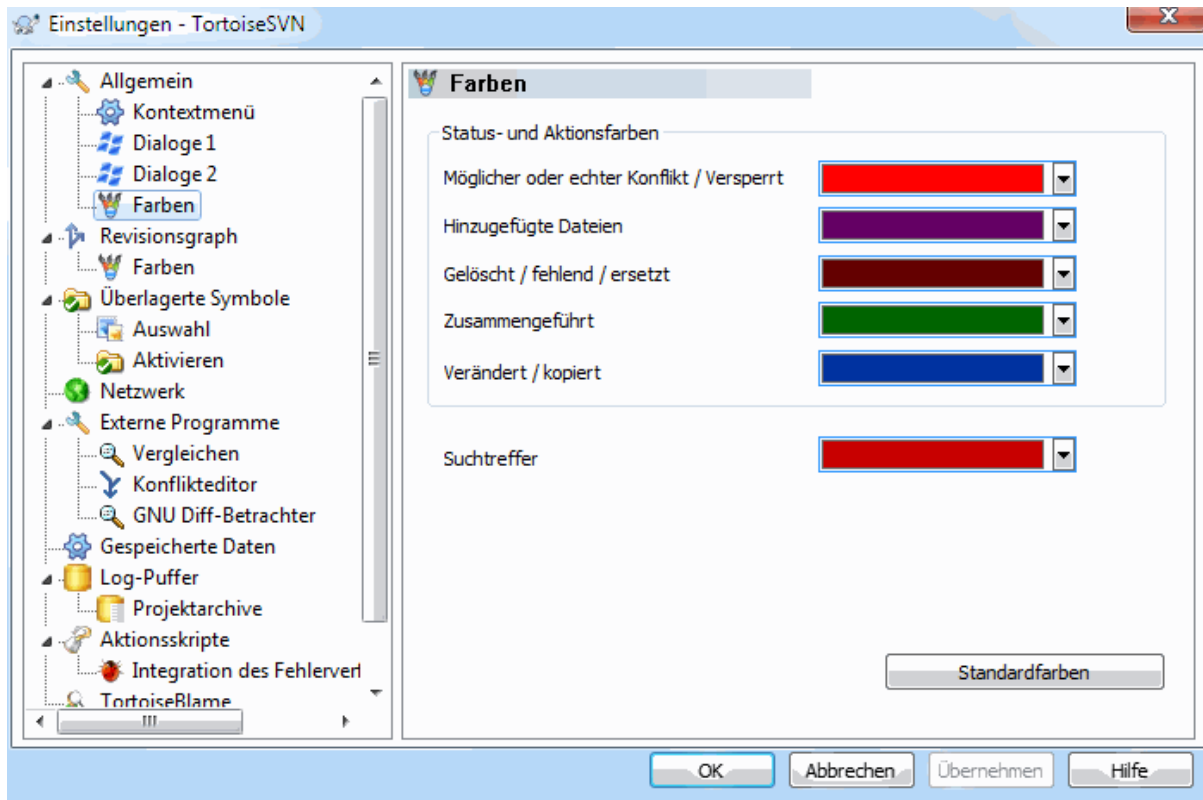 Einstellungen - TortoiseSVN
Allgemein
Kontextmenü
Dialoge 1
Dialoge 2
Farben
Revisionsgraph
Farben
Überlagerte Symbole
Auswahl
Aktivieren
Netzwerk
Externe Programme
Vergleichen
Konflikteditor
GNU Diff-Betrachter
Gespeicherte Daten
Log-Puffer
Projektarchive
Aktionsskripte
Integration des Fehlerverf
TortoiseBlame
Farben
Status- und Aktionsfarben
Möglicher oder echter Konflikt / Versperrt
Hinzugefügte Dateien
Gelöscht / fehlend / ersetzt
Zusammengeführt
Verändert / kopiert
Suchtreffer
Standardfarben
OK
Abbrechen
Übernehmen
Hilfe